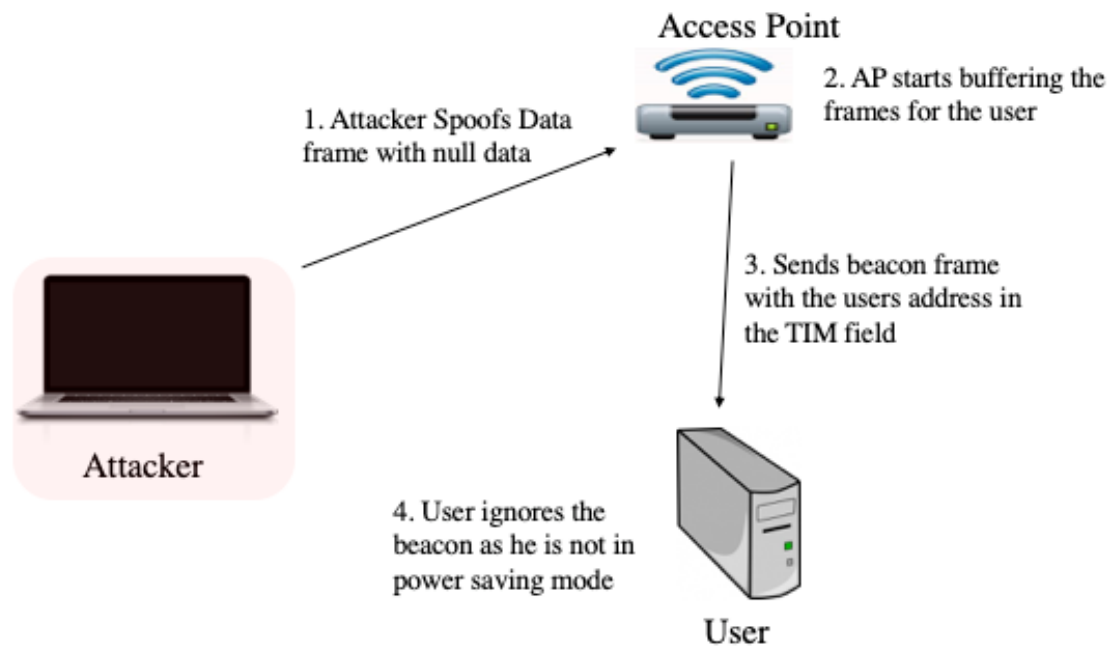 Access Point
1. Attacker Spoofs Data
frame with null data
2. AP starts buffering the
frames for the user
3. Sends beacon frame
with the users address in
the TIM field
Attacker
4. User ignores the
beacon as he is not in
power saving mode
User